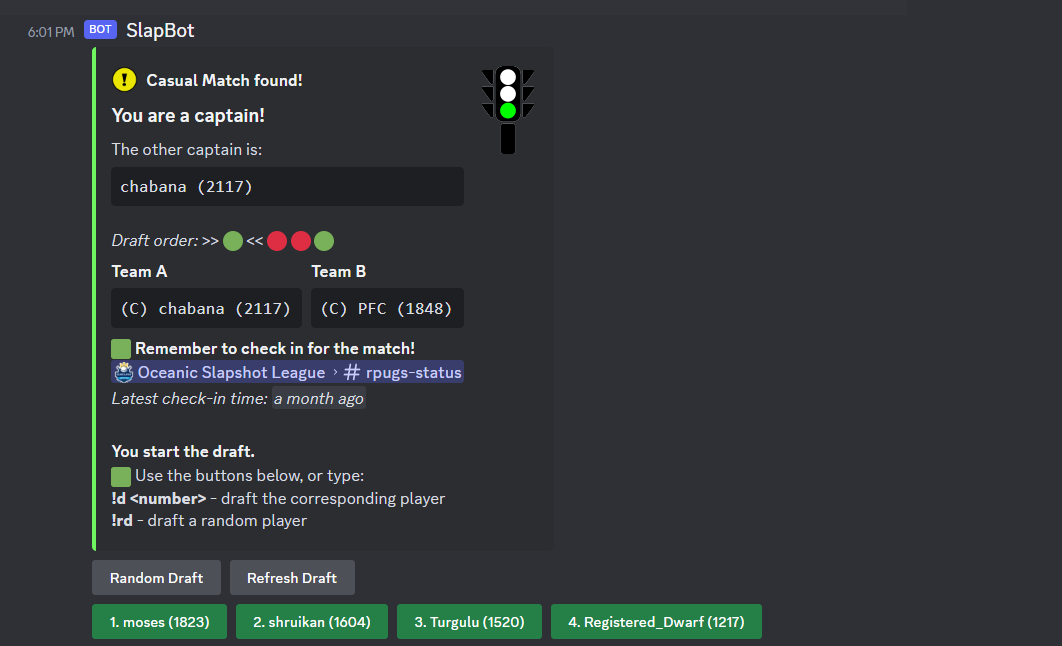 6:01 PM BOT SlapBot
! Casual Match found!
You are a captain!
The other captain is:
chabana (2117)
Draft order: >> <<
Team A Team B
(C) chabana (2117) (C) PFC (1848)
Remember to check in for the match!
Oceanic Slapshot League › # rpugs-status
Latest check-in time: a month ago
You start the draft.
Use the buttons below, or type:
!d <number> - draft the corresponding player
!rd - draft a random player
Random Draft Refresh Draft
1. moses (1823) 2. shruikan (1604) 3. Turgulu (1520) 4. Registered_Dwarf (1217)